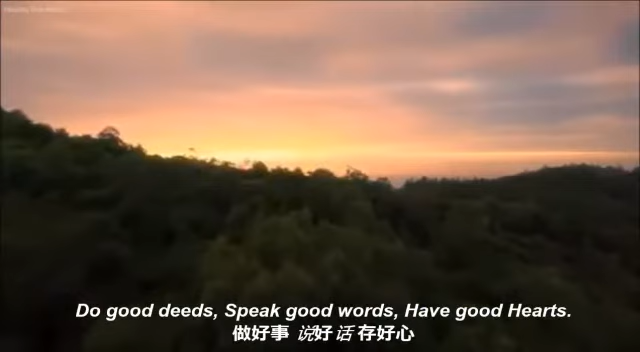 Do good deeds, Speak good words, Have good Hearts.
做好事 说好话 存好心